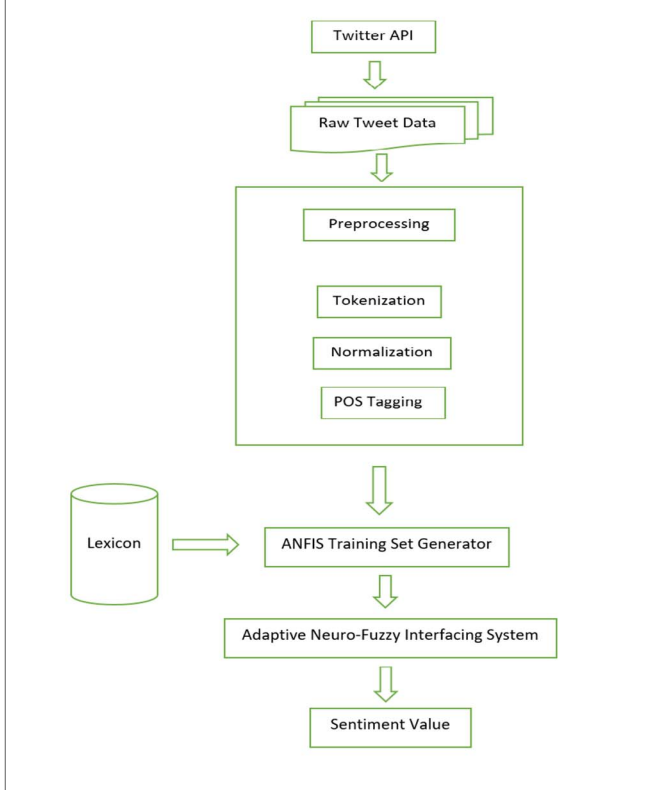 Twitter API
Raw Tweet Data
Preprocessing
Tokenization
Normalization
POS Tagging
Lexicon
ANFIS Training Set Generator
Adaptive Neuro-Fuzzy Interfacing System
Sentiment Value